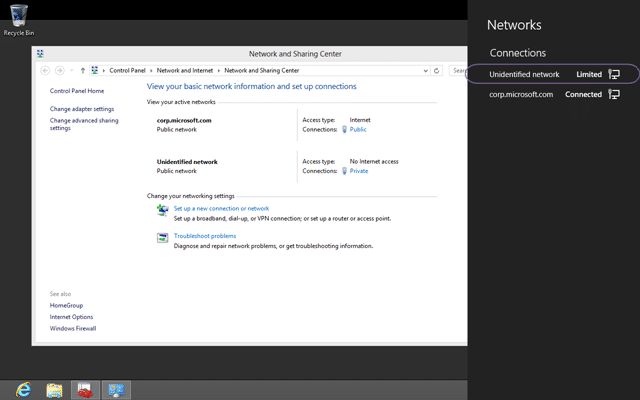 Recycle Bin
Network and Sharing Center
Control Panel Network and Internet Network and Sharing Center
Sear
Control Panel Home
Change adapter settings
Change advanced sharing
settings
View your basic network information and set up connections
View your active networks
corp.microsoft.com
Public network
Access type: Internet
Connections: Public
Unidentified network
Public network
Access type: No Internet access
Connections: Private
Change your networking settings
Set up a new connection or network
Set up a broadband, dial-up, or VPN connection; or set up a router or access point.
Troubleshoot problems
Diagnose and repair network problems, or get troubleshooting information.
See also
HomeGroup
Internet Options
Windows Firewall
Networks
Connections
Unidentified network Limited
corp.microsoft.com Connected